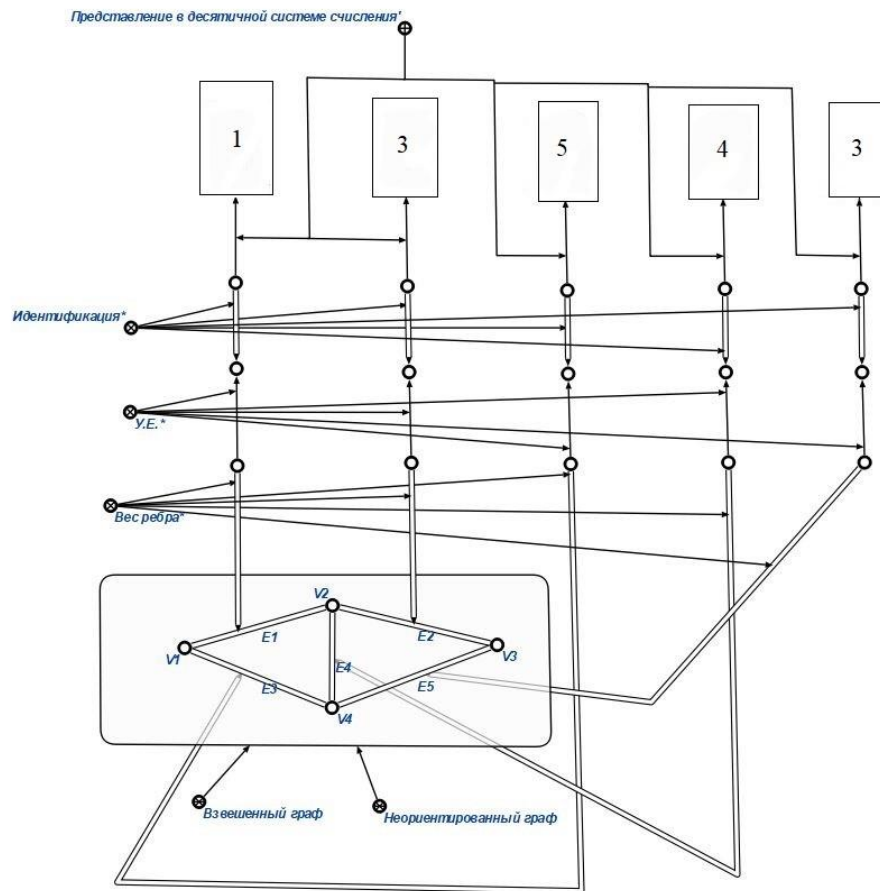 Представление в десятичной системе счисления'
1
3
5
4
3
Идентификация*
У.Е.*
Вес ребра*
V2
E1
E2
V1
E4
V3
E3
E5
V4
Взвешенный граф
Неориентированный граф